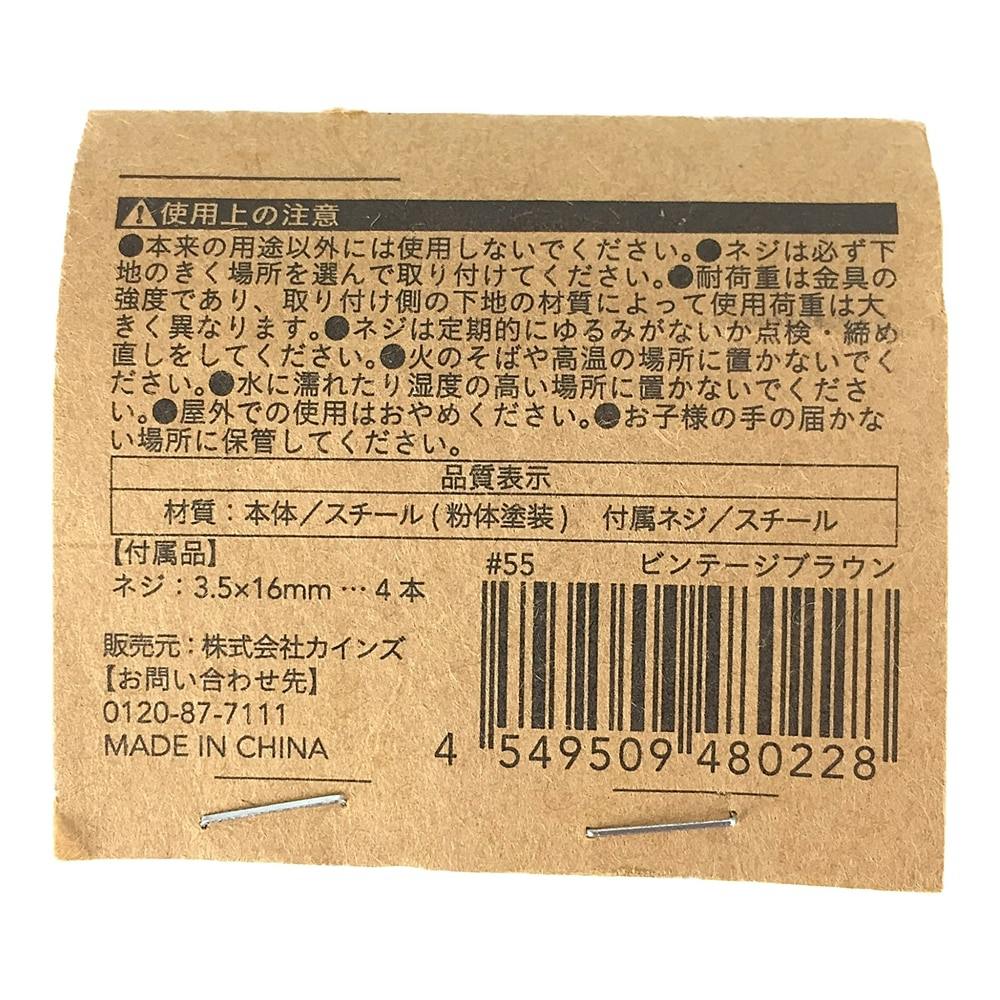 ⚠使用上の注意
●本来の用途以外には使用しないでください。●ネジは必ず下
地のきく場所を選んで取り付けてください。●耐荷重は金具の
強度であり、取り付け側の下地の材質によって使用荷重は大
きく異なります。●ネジは定期的にゆるみがないか点検・締め
直しをしてください。●火のそばや高温の場所に置かないでく
ださい。●水に濡れたり湿度の高い場所に置かないでくださ
い。●屋外での使用はおやめください。●お子様の手の届かな
い場所に保管してください。
品質表示
材質：本体／スチール(粉体塗装)　付属ネジ／スチール
【付属品】
ネジ：3.5×16mm … 4本
#55　ビンテージブラウン
販売元：株式会社カインズ
【お問い合わせ先】
0120-87-7111
MADE IN CHINA
4 549509 480228